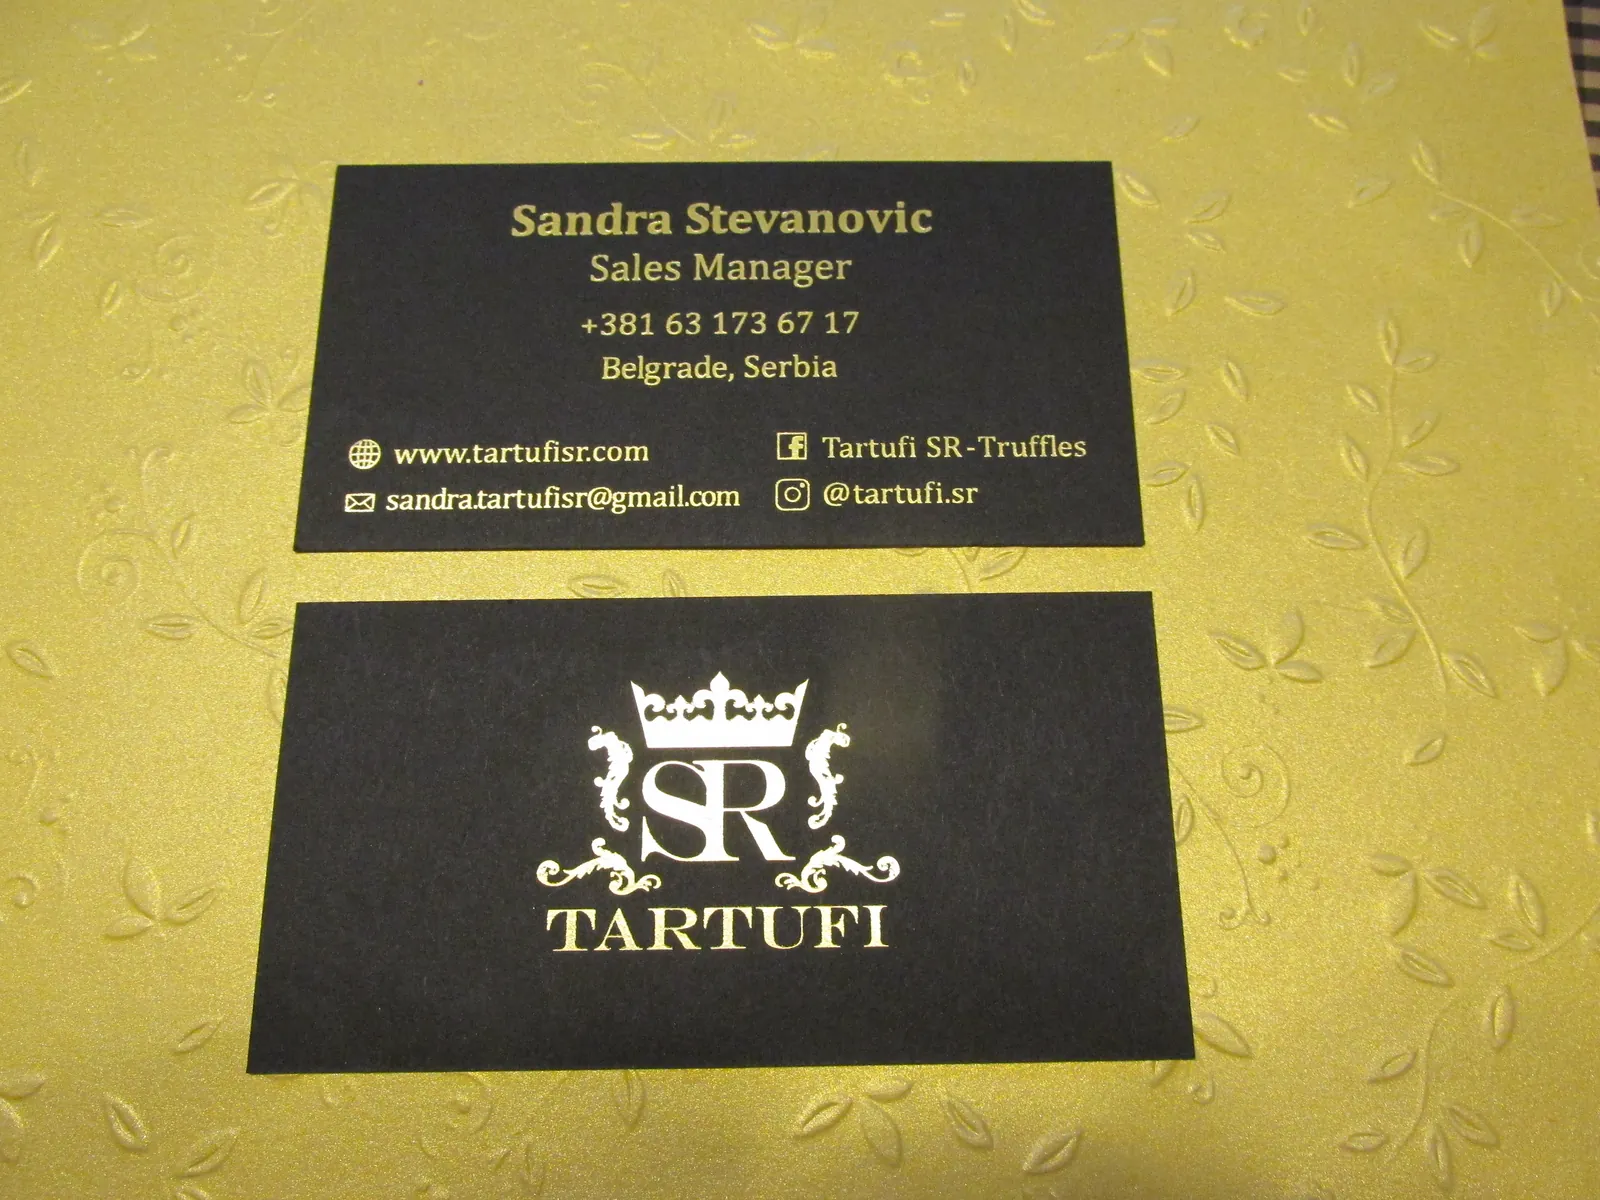 Sandra Stevanovic
Sales Manager
+381 63 173 67 17
Belgrade, Serbia
www.tartufisr.com
sandra.tartufisr@gmail.com
Tartufi SR-Truffles
@tartufi.sr
SR
TARTUFI